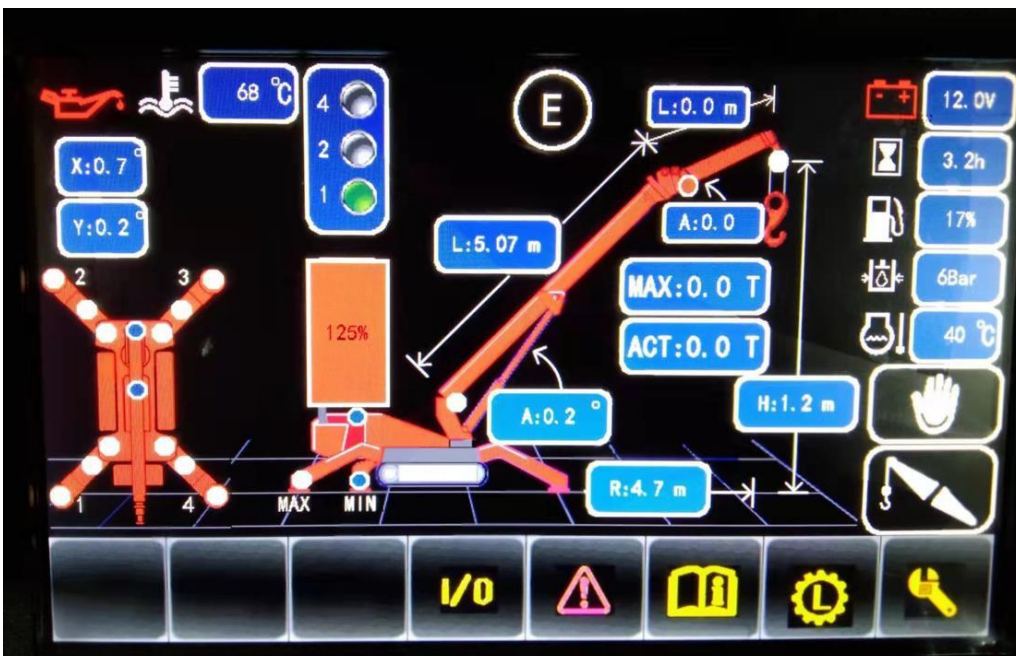 68 ℃
4
2
1
E
L:0.0 m
12.0V
X:0.7°
Y:0.2°
3.2h
L:5.07 m
A:0.0
17%
2
3
MAX:0.0 T
6Bar
125%
ACT:0.0 T
40 ℃
A:0.2 °
H:1.2 m
1
4
MAX
MIN
R:4.7 m
I/O
L